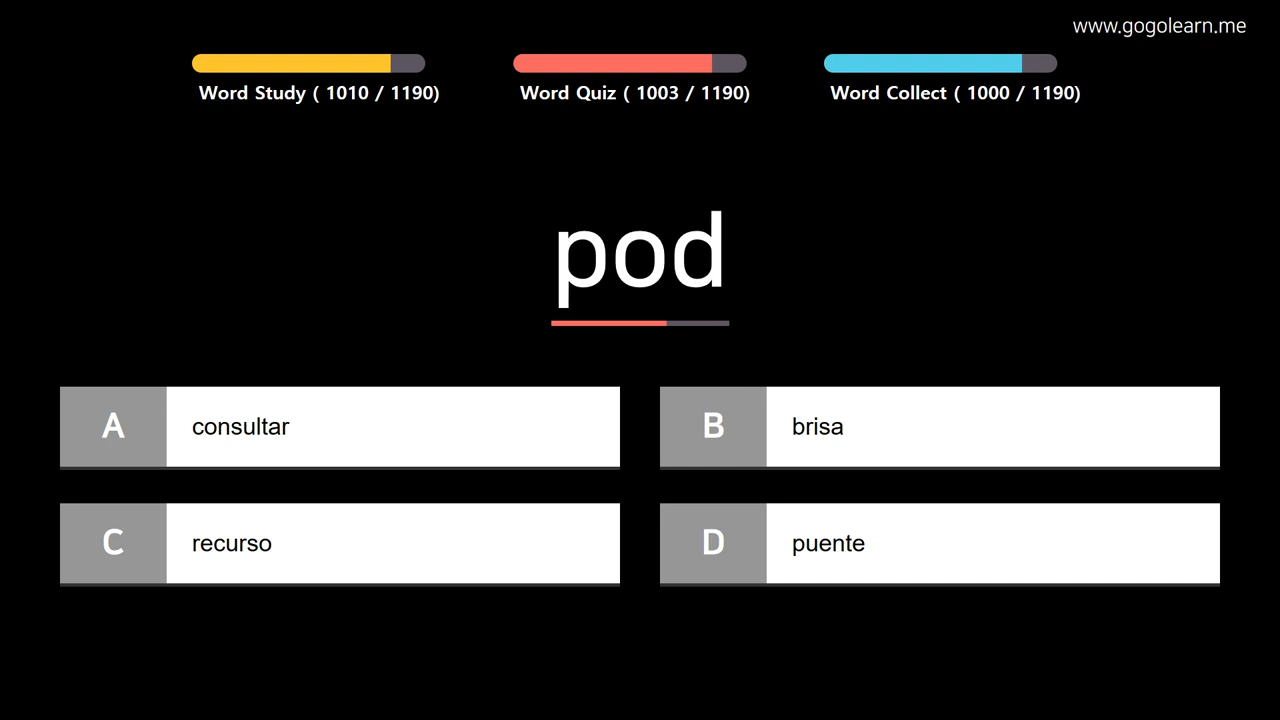 www.gogolearn.me
Word Study ( 1010 / 1190)
Word Quiz ( 1003 / 1190)
Word Collect ( 1000 / 1190)
pod
A consultar
B brisa
C recurso
D puente